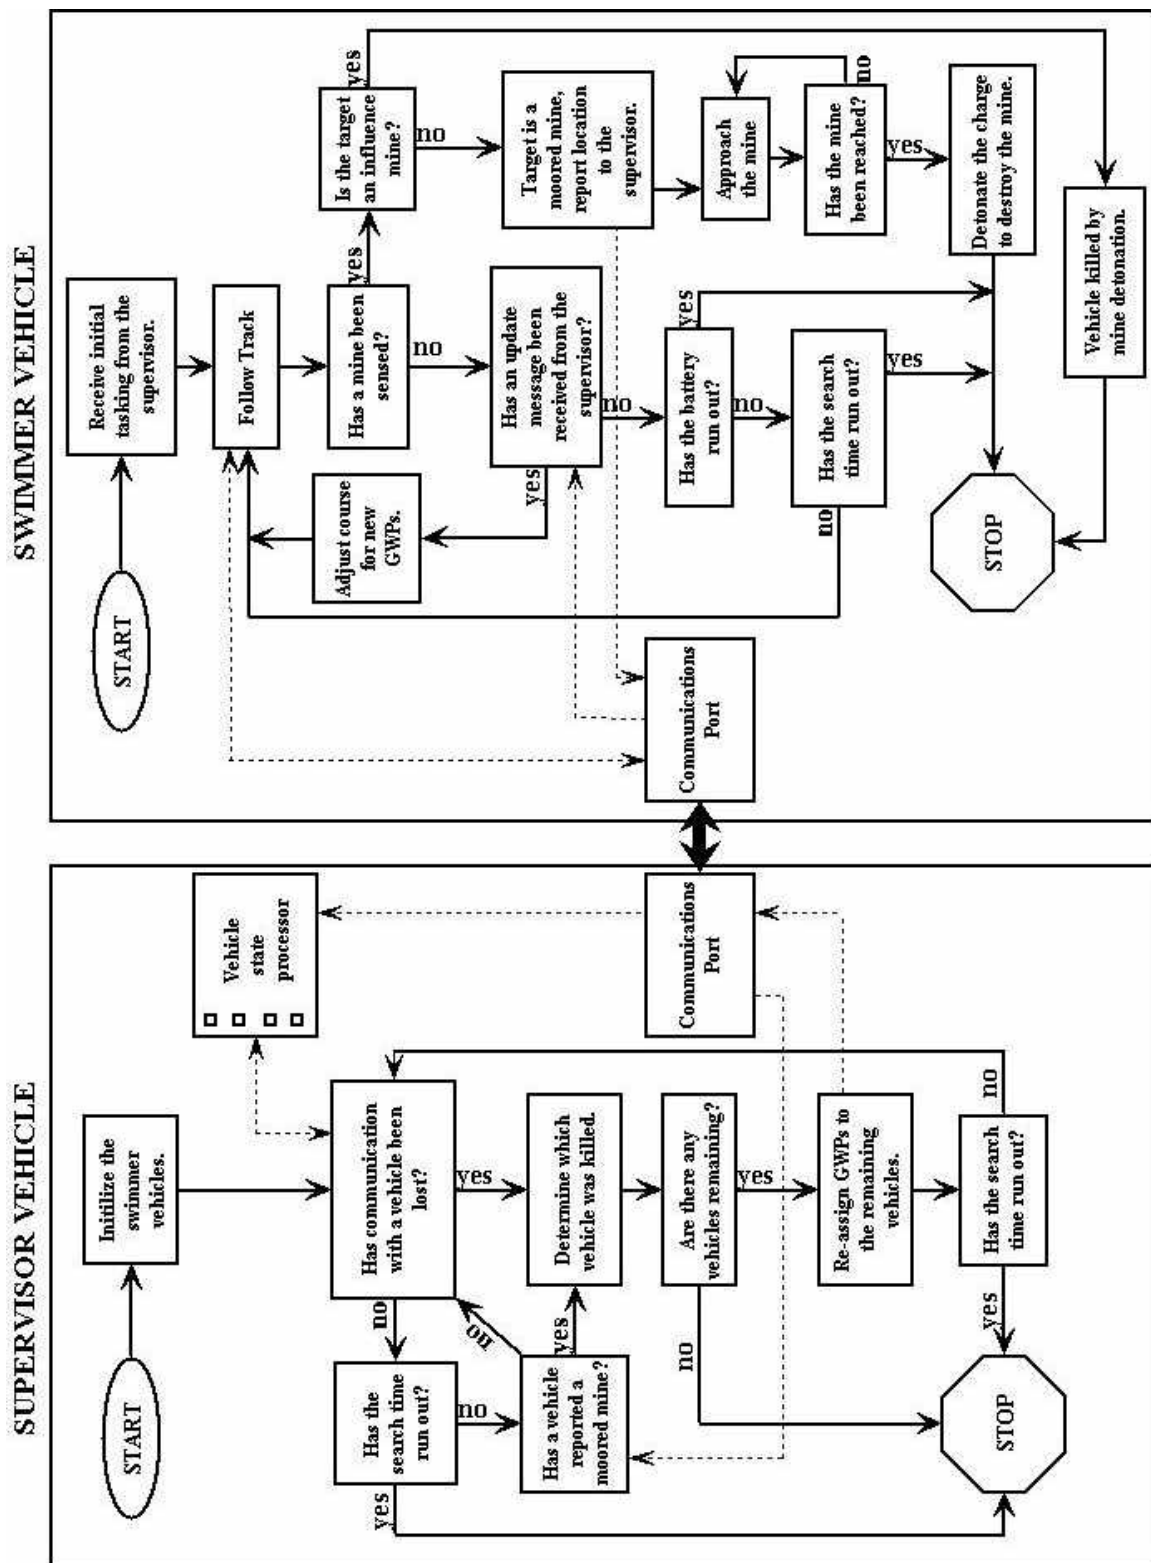 SUPERVISOR VEHICLE
START
Initilize the
swimmer
vehicles.
Vehicle
state
processor
Has communication
with a vehicle been
lost?
no
yes
Has the
search time
run out?
yes
no
Has a vehicle
reported a
moored mine?
no
yes
Determine which
vehicle was killed.
Are there any
vehicles remaining?
no
yes
Communications
Port
Re-assign GWPs to
the remaining
vehicles.
Has the search
time run out?
yes
no
STOP
SWIMMER VEHICLE
START
Receive initial
tasking from the
supervisor.
Follow Track
Has a mine been
sensed?
yes
no
Is the target
an influence
mine?
yes
no
Adjust course
for new
GWPs.
Has an update
message been
received from the
supervisor?
yes
no
Target is a
moored mine,
report location
to the
supervisor.
Communications
Port
Has the battery
run out?
yes
no
Approach
the mine
Has the search
time run out?
no
yes
Has the mine
been reached?
no
yes
Detonate the charge
to destroy the mine.
STOP
Vehicle killed by
mine detonation.